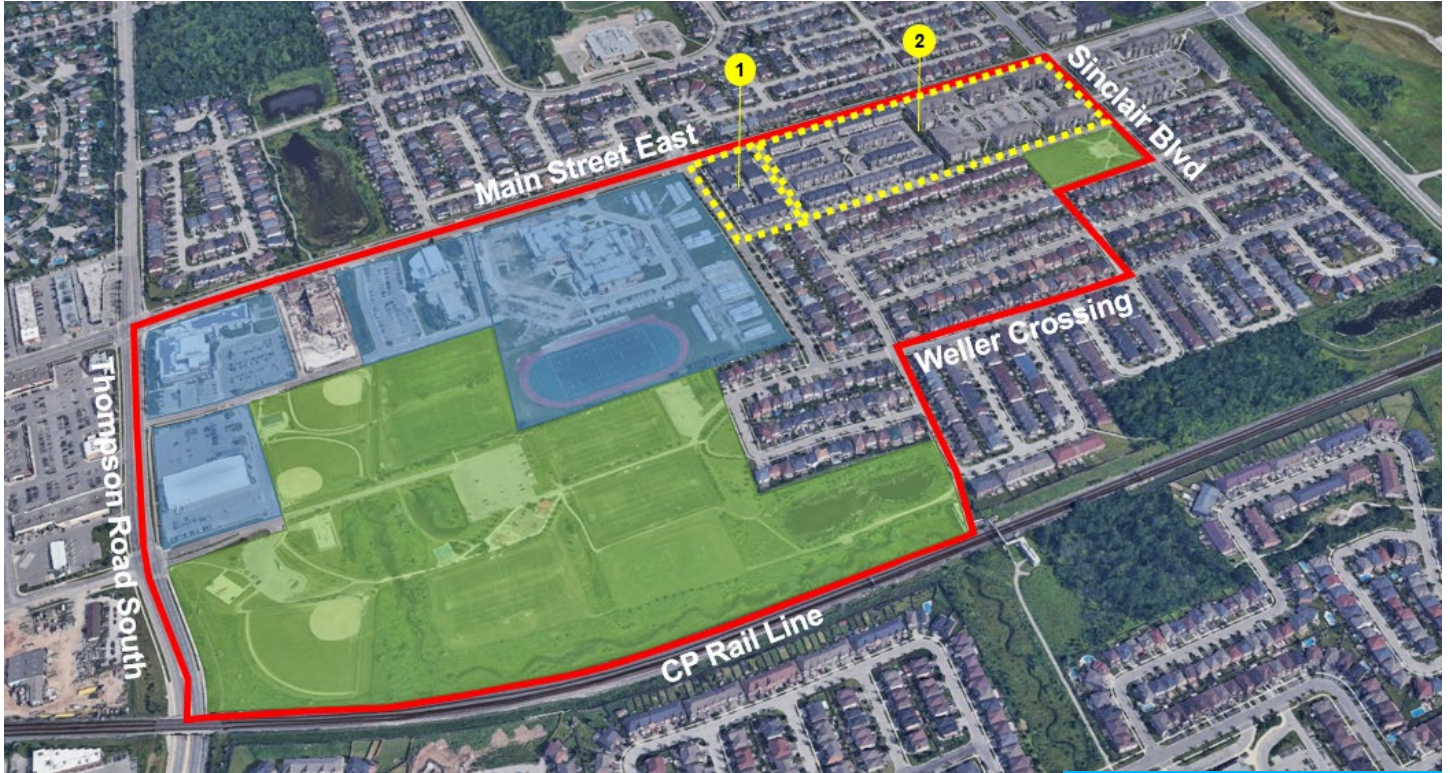 1
2
Sinclair Blvd
Main Street East
Weller Crossing
Thompson Road South
CP Rail Line